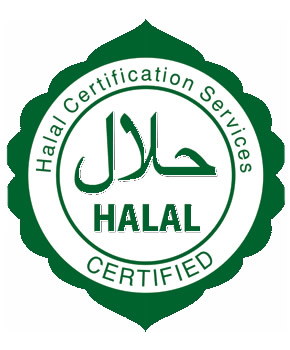 Halal Certification Services
حلال
HALAL
CERTIFIED